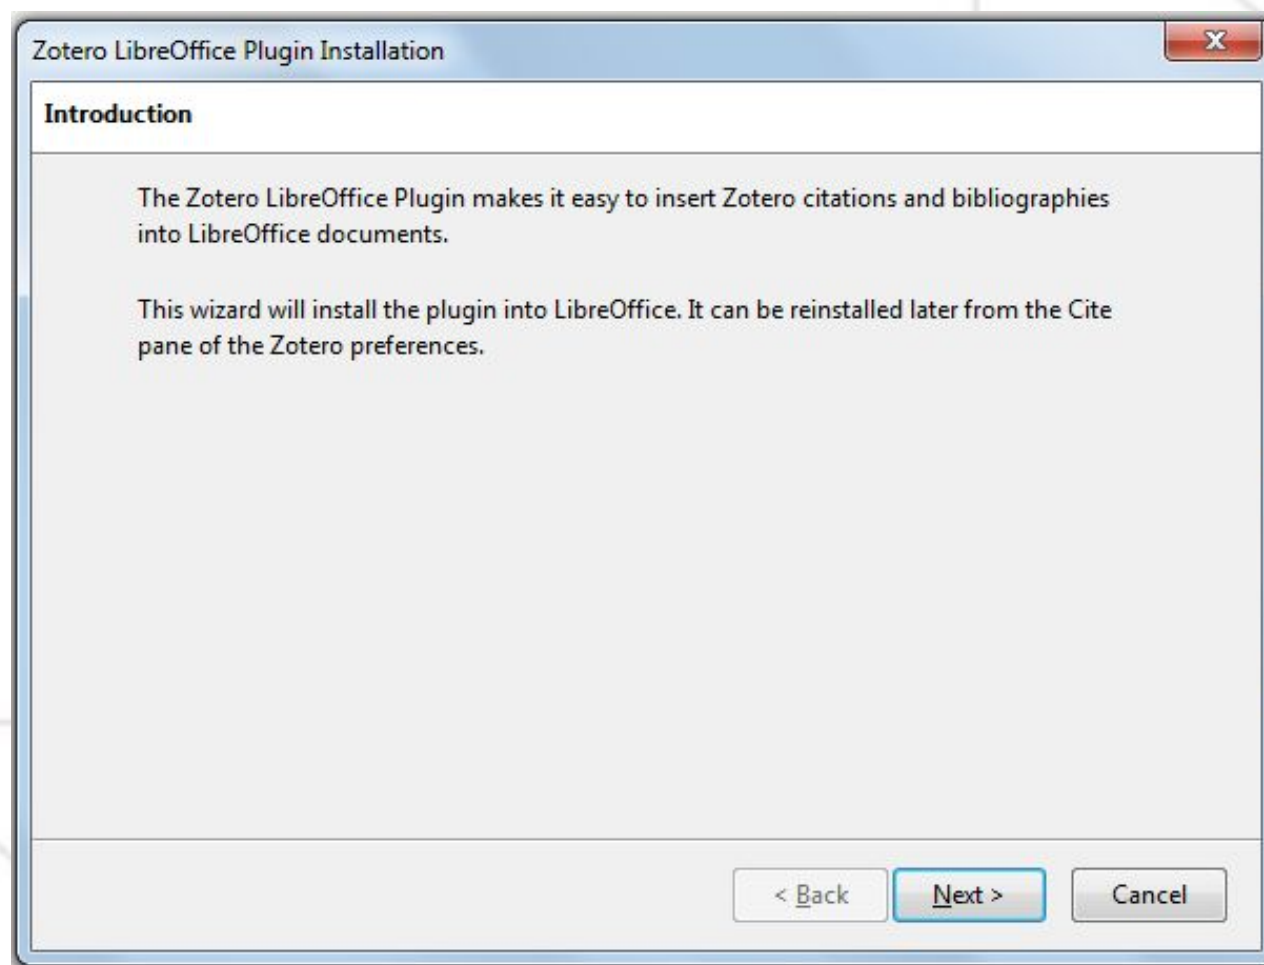 Zotero LibreOffice Plugin Installation
Introduction
The Zotero LibreOffice Plugin makes it easy to insert Zotero citations and bibliographies
into LibreOffice documents.
This wizard will install the plugin into LibreOffice. It can be reinstalled later from the Cite
pane of the Zotero preferences.
< Back Next > Cancel